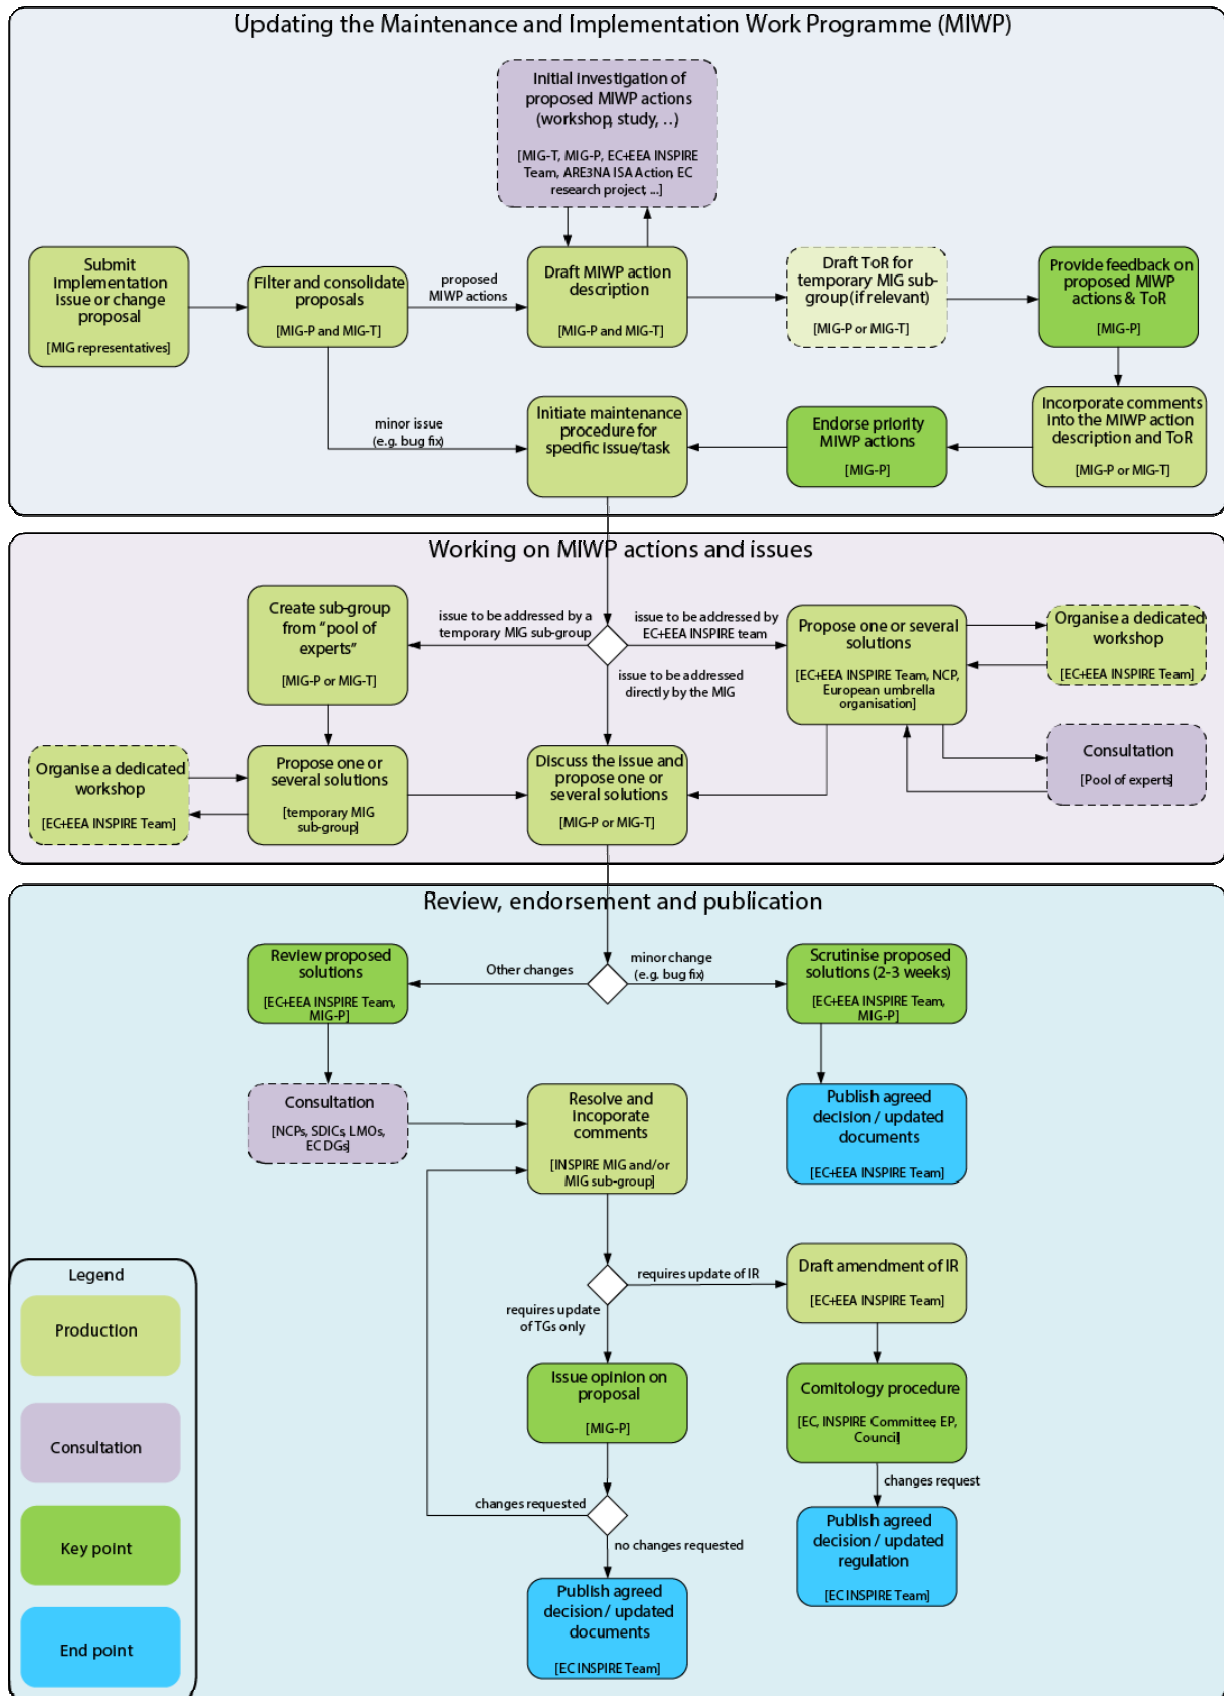 Updating the Maintenance and Implementation Work Programme (MIWP)
Initial investigation of
proposed MIWP actions
(workshop, study, ...)
[MIG-T, MIG-P, EC+EEA INSPIRE
Team, ARE3NA ISA Action, EC
research project, ...]
Submit
implementation
issue or change
proposal
[MIG representatives]
Filter and consolidate
proposals
[MIG-P and MIG-T]
proposed
MIWP actions
Draft MIWP action
description
[MIG-P and MIG-T]
Draft ToR for
temporary MIG sub-
group (if relevant)
[MIG-P or MIG-T]
Provide feedback on
proposed MIWP
actions & ToR
[MIG-P]
minor issue
(e.g. bug fix)
Initiate maintenance
procedure for
specific issue/task
Endorse priority
MIWP actions
[MIG-P]
Incorporate comments
into the MIWP action
description and ToR
[MIG-P or MIG-T]
Working on MIWP actions and issues
Create sub-group
from "pool of
experts"
[MIG-P or MIG-T]
issue to be addressed by a
temporary MIG sub-group
issue to be addressed by
EC+EEA INSPIRE team
issue to be addressed
directly by the MIG
Propose one or several
solutions
[EC+EEA INSPIRE Team, NCP,
European umbrella
organisation]
Organise a dedicated
workshop
[EC+EEA INSPIRE Team]
Consultation
[Pool of experts]
Organise a dedicated
workshop
[EC+EEA INSPIRE Team]
Propose one or
several solutions
[temporary MIG
sub-group]
Discuss the issue and
propose one or
several solutions
[MIG-P or MIG-T]
Review, endorsement and publication
Review proposed
solutions
[EC+EEA INSPIRE Team,
MIG-P]
Other changes
minor change
(e.g. bug fix)
Scrutinise proposed
solutions (2-3 weeks)
[EC+EEA INSPIRE Team,
MIG-P]
Consultation
[NCPs, SDICs, LMOs,
EC DGs]
Resolve and
incoporate
comments
[INSPIRE MIG and/or
MIG sub-group]
Publish agreed
decision / updated
documents
[EC+EEA INSPIRE Team]
requires update of IR
Draft amendment of IR
[EC+EEA INSPIRE Team]
requires update
of TGs only
Issue opinion on
proposal
[MIG-P]
Comitology procedure
[EC, INSPIRE Committee, EP,
Council]
changes request
changes requested
no changes requested
Publish agreed
decision / updated
regulation
[EC INSPIRE Team]
Publish agreed
decision / updated
documents
[EC INSPIRE Team]
Legend
Production
Consultation
Key point
End point